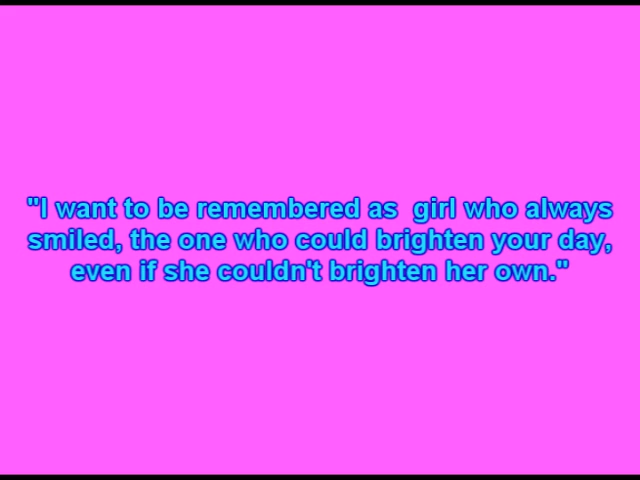 "I want to be remembered as  girl who always
smiled, the one who could brighten your day,
even if she couldn't brighten her own."